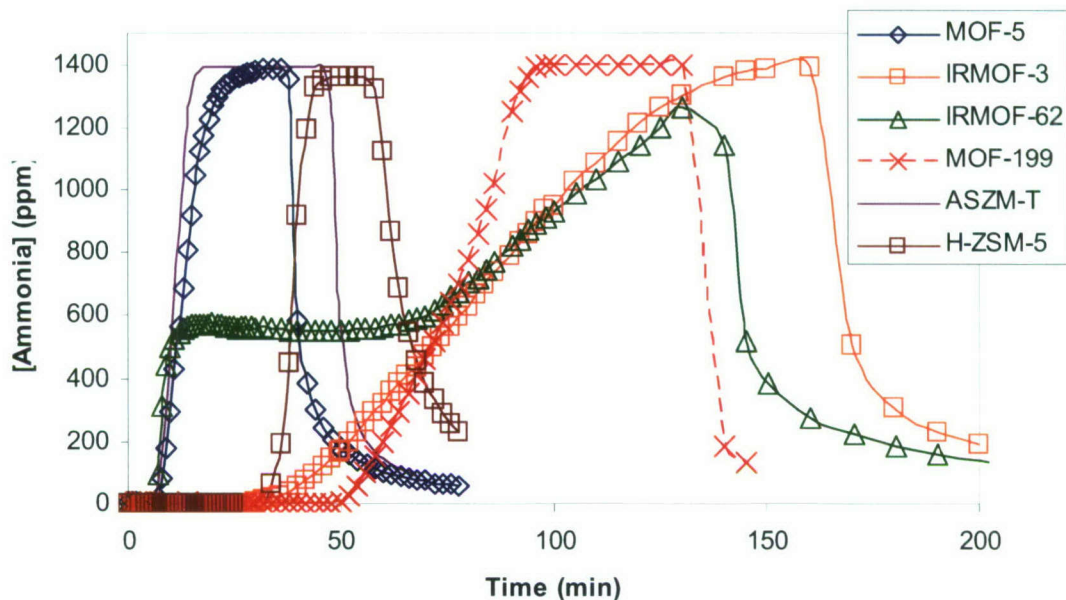 1400
1200
1000
800
600
400
200
0
[Ammonia] (ppm)
0
50
100
150
200
Time (min)
MOF-5
IRMOF-3
IRMOF-62
MOF-199
ASZM-T
H-ZSM-5